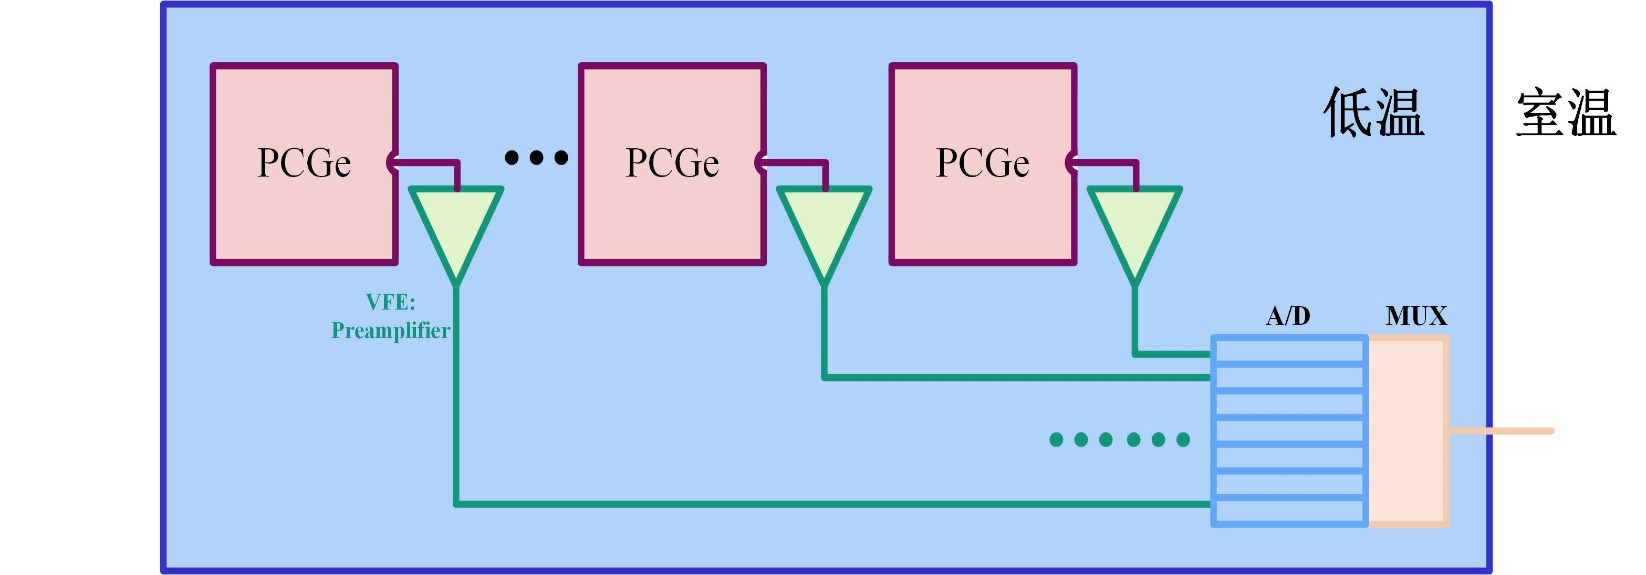 低温 室温
PCGe PCGe PCGe
VFE:
Preamplifier
A/D MUX